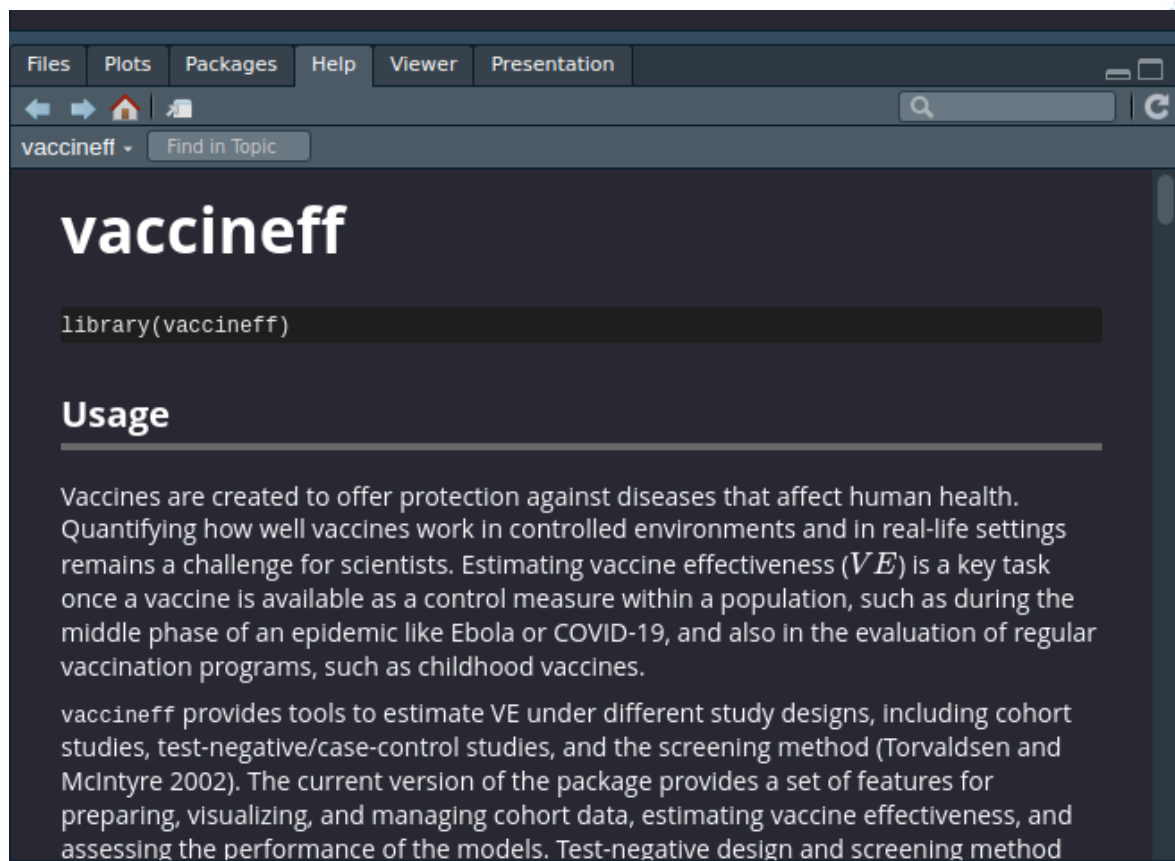 Files Plots Packages Help Viewer Presentation
vaccineff Find in Topic
vaccineff
library(vaccineff)
Usage
Vaccines are created to offer protection against diseases that affect human health.
Quantifying how well vaccines work in controlled environments and in real-life settings
remains a challenge for scientists. Estimating vaccine effectiveness (VE) is a key task
once a vaccine is available as a control measure within a population, such as during the
middle phase of an epidemic like Ebola or COVID-19, and also in the evaluation of regular
vaccination programs, such as childhood vaccines.
vaccineff provides tools to estimate VE under different study designs, including cohort
studies, test-negative/case-control studies, and the screening method (Torvaldsen and
McIntyre 2002). The current version of the package provides a set of features for
preparing, visualizing, and managing cohort data, estimating vaccine effectiveness, and
assessing the performance of the models. Test-negative design and screening method